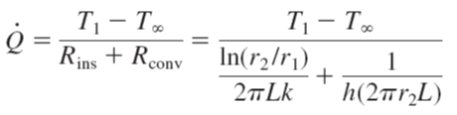 Q̇ = (T₁ − T∞) / (R_ins + R_conv) = (T₁ − T∞) / (ln(r₂/r₁) / (2πLk) + 1 / (h(2πr₂L)))